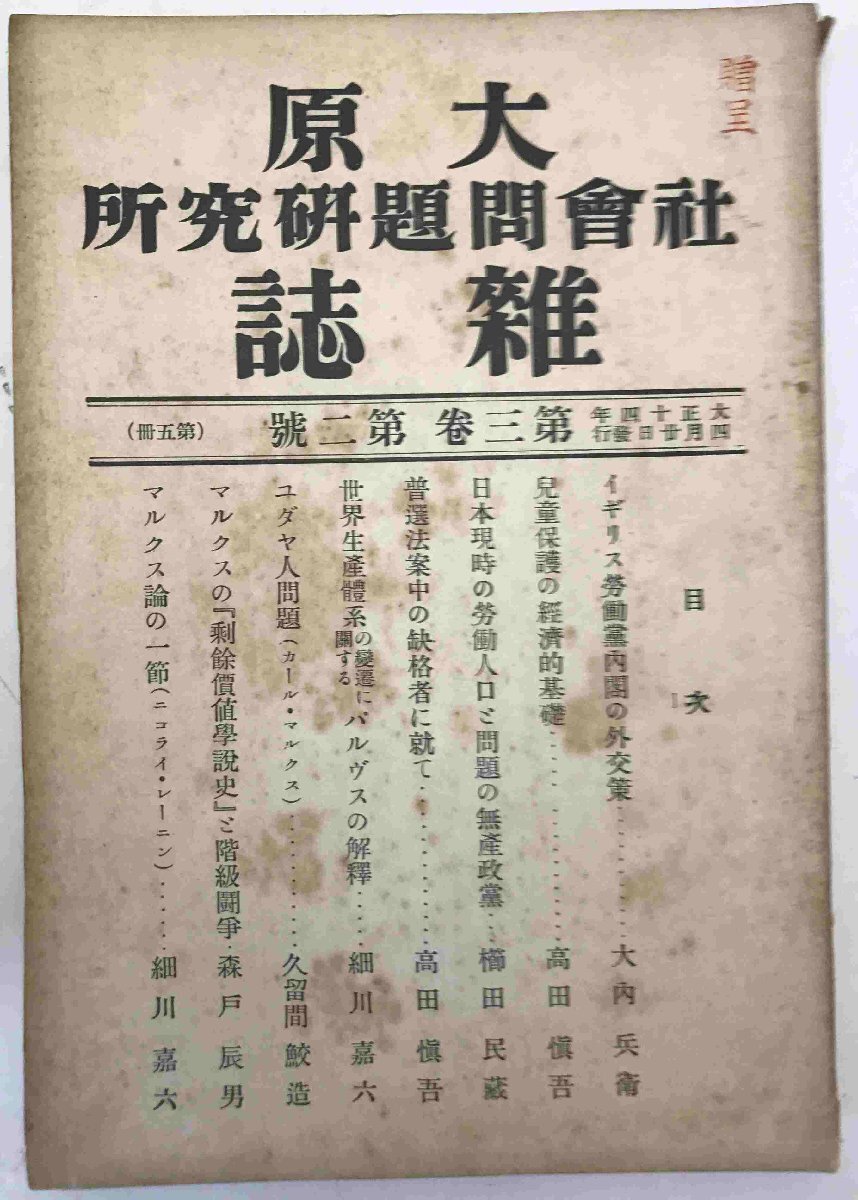 贈呈
大原
社會問題研究所
雜誌
大正十四年四月廿日發行
第三卷第二號
(第五冊)
目次
イギリス勞働黨內閣の外交策…………大內兵衛
兒童保護の經濟的基礎…………高田愼吾
日本現時の勞働人口と問題の無產政黨…櫛田民藏
普選法案中の缺格者に就て…………高田愼吾
世界生產體系の變遷に關するパルヴスの解釋……細川嘉六
ユダヤ人問題(カール・マルクス)…………久留間鮫造
マルクスの『剩餘價値學說史』と階級鬪爭・森戶辰男
マルクス論の一節(ニコライ・レーニン)……細川嘉六